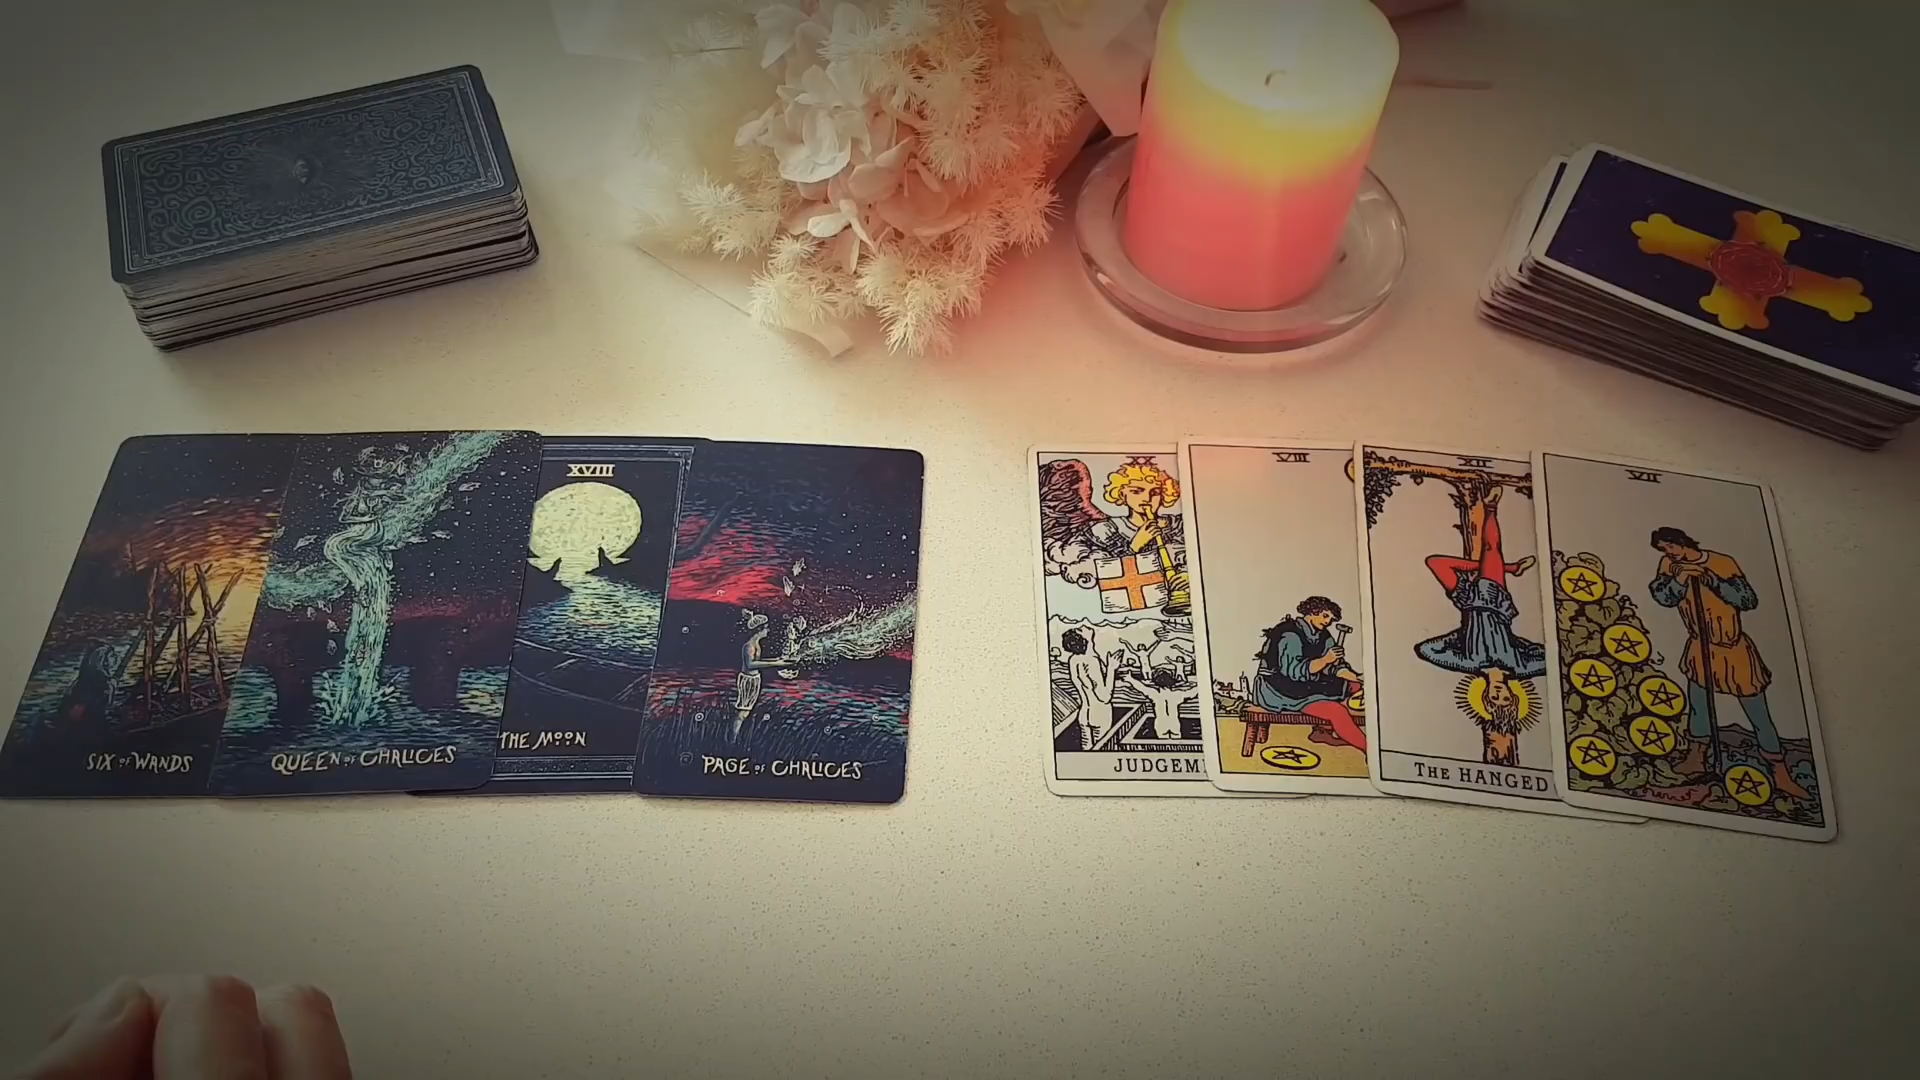 SIX OF WANDS
QUEEN OF CHALICES
XVIII
THE MOON
PAGE OF CHALICES
XX
JUDGEM
VIII
XII
THE HANGED
VII